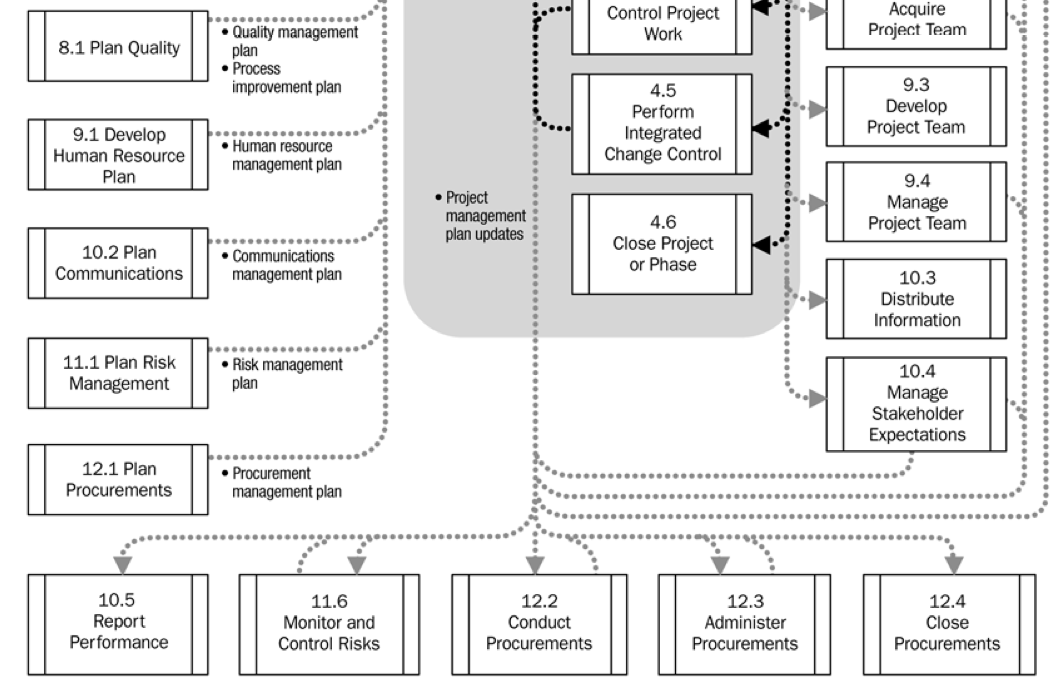 8.1 Plan Quality
• Quality management
plan
• Process
improvement plan
9.1 Develop
Human Resource
Plan
• Human resource
management plan
10.2 Plan
Communications
• Communications
management plan
11.1 Plan Risk
Management
• Risk management
plan
12.1 Plan
Procurements
• Procurement
management plan
Control Project
Work
4.5
Perform
Integrated
Change Control
• Project
management
plan updates
4.6
Close Project
or Phase
Acquire
Project Team
9.3
Develop
Project Team
9.4
Manage
Project Team
10.3
Distribute
Information
10.4
Manage
Stakeholder
Expectations
10.5
Report
Performance
11.6
Monitor and
Control Risks
12.2
Conduct
Procurements
12.3
Administer
Procurements
12.4
Close
Procurements